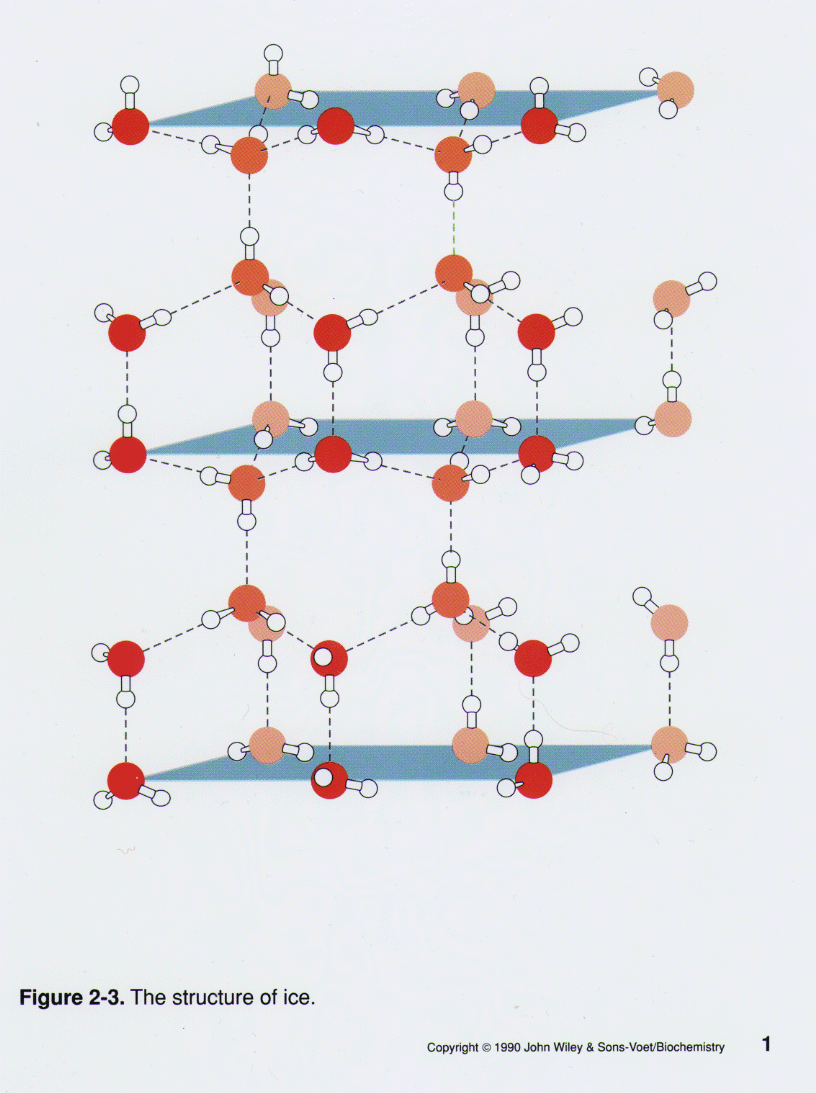 Figure 2-3. The structure of ice.
Copyright © 1990 John Wiley & Sons-Voet/Biochemistry 1